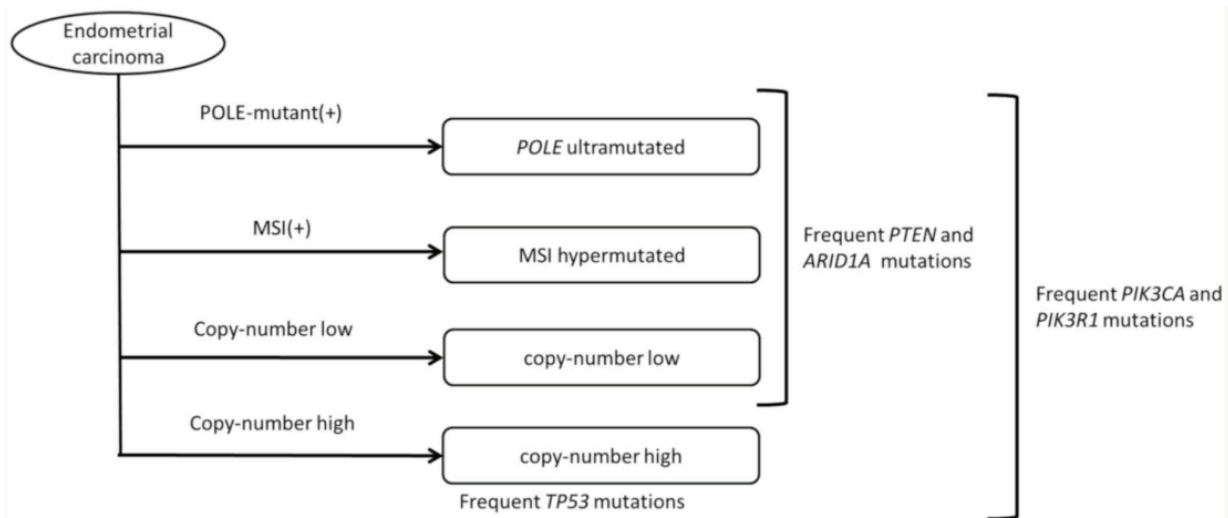 Endometrial
carcinoma
POLE-mutant(+)
POLE ultramutated
MSI(+)
MSI hypermutated
Copy-number low
copy-number low
Copy-number high
copy-number high
Frequent TP53 mutations
Frequent PTEN and
ARID1A mutations
Frequent PIK3CA and
PIK3R1 mutations